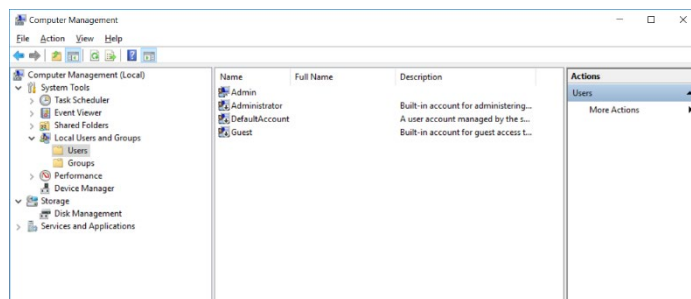 Computer Management
File Action View Help
Computer Management (Local)
System Tools
Task Scheduler
Event Viewer
Shared Folders
Local Users and Groups
Users
Groups
Performance
Device Manager
Storage
Disk Management
Services and Applications
Name Full Name Description
Admin
Administrator Built-in account for administering...
DefaultAccount A user account managed by the s...
Guest Built-in account for guest access t...
Actions
Users
More Actions